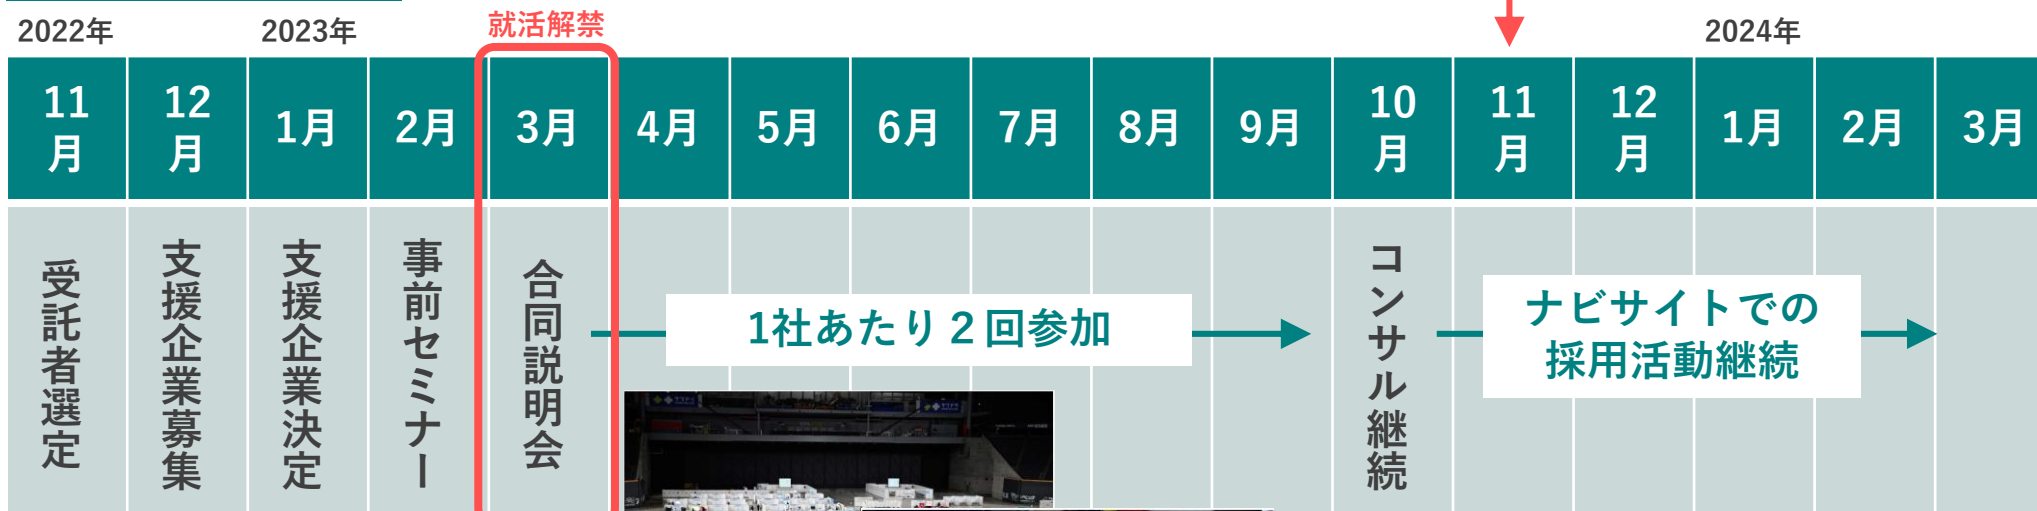 就活解禁
2022年
2023年
2024年
11月
12月
1月
2月
3月
4月
5月
6月
7月
8月
9月
10月
11月
12月
1月
2月
3月
受託者選定
支援企業募集
支援企業決定
事前セミナー
合同説明会
1社あたり２回参加
コンサル継続
ナビサイトでの
採用活動継続